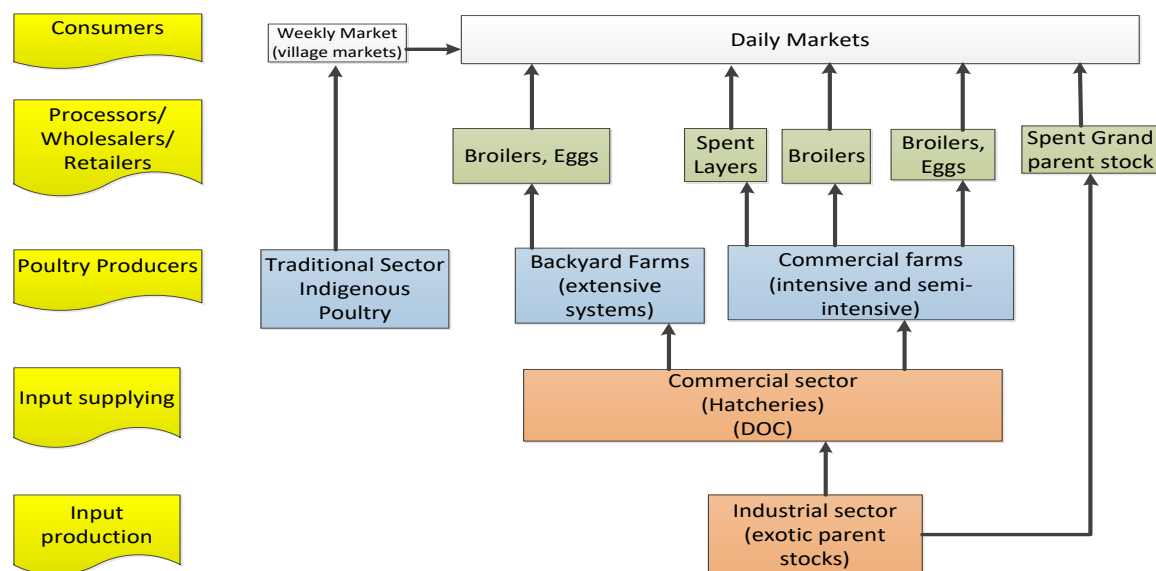 Consumers
Weekly Market
(village markets)
Daily Markets
Processors/
Wholesalers/
Retailers
Broilers, Eggs
Spent
Layers
Broilers
Broilers,
Eggs
Spent Grand
parent stock
Poultry Producers
Traditional Sector
Indigenous
Poultry
Backyard Farms
(extensive
systems)
Commercial farms
(intensive and semi-
intensive)
Input supplying
Commercial sector
(Hatcheries)
(DOC)
Input
production
Industrial sector
(exotic parent
stocks)